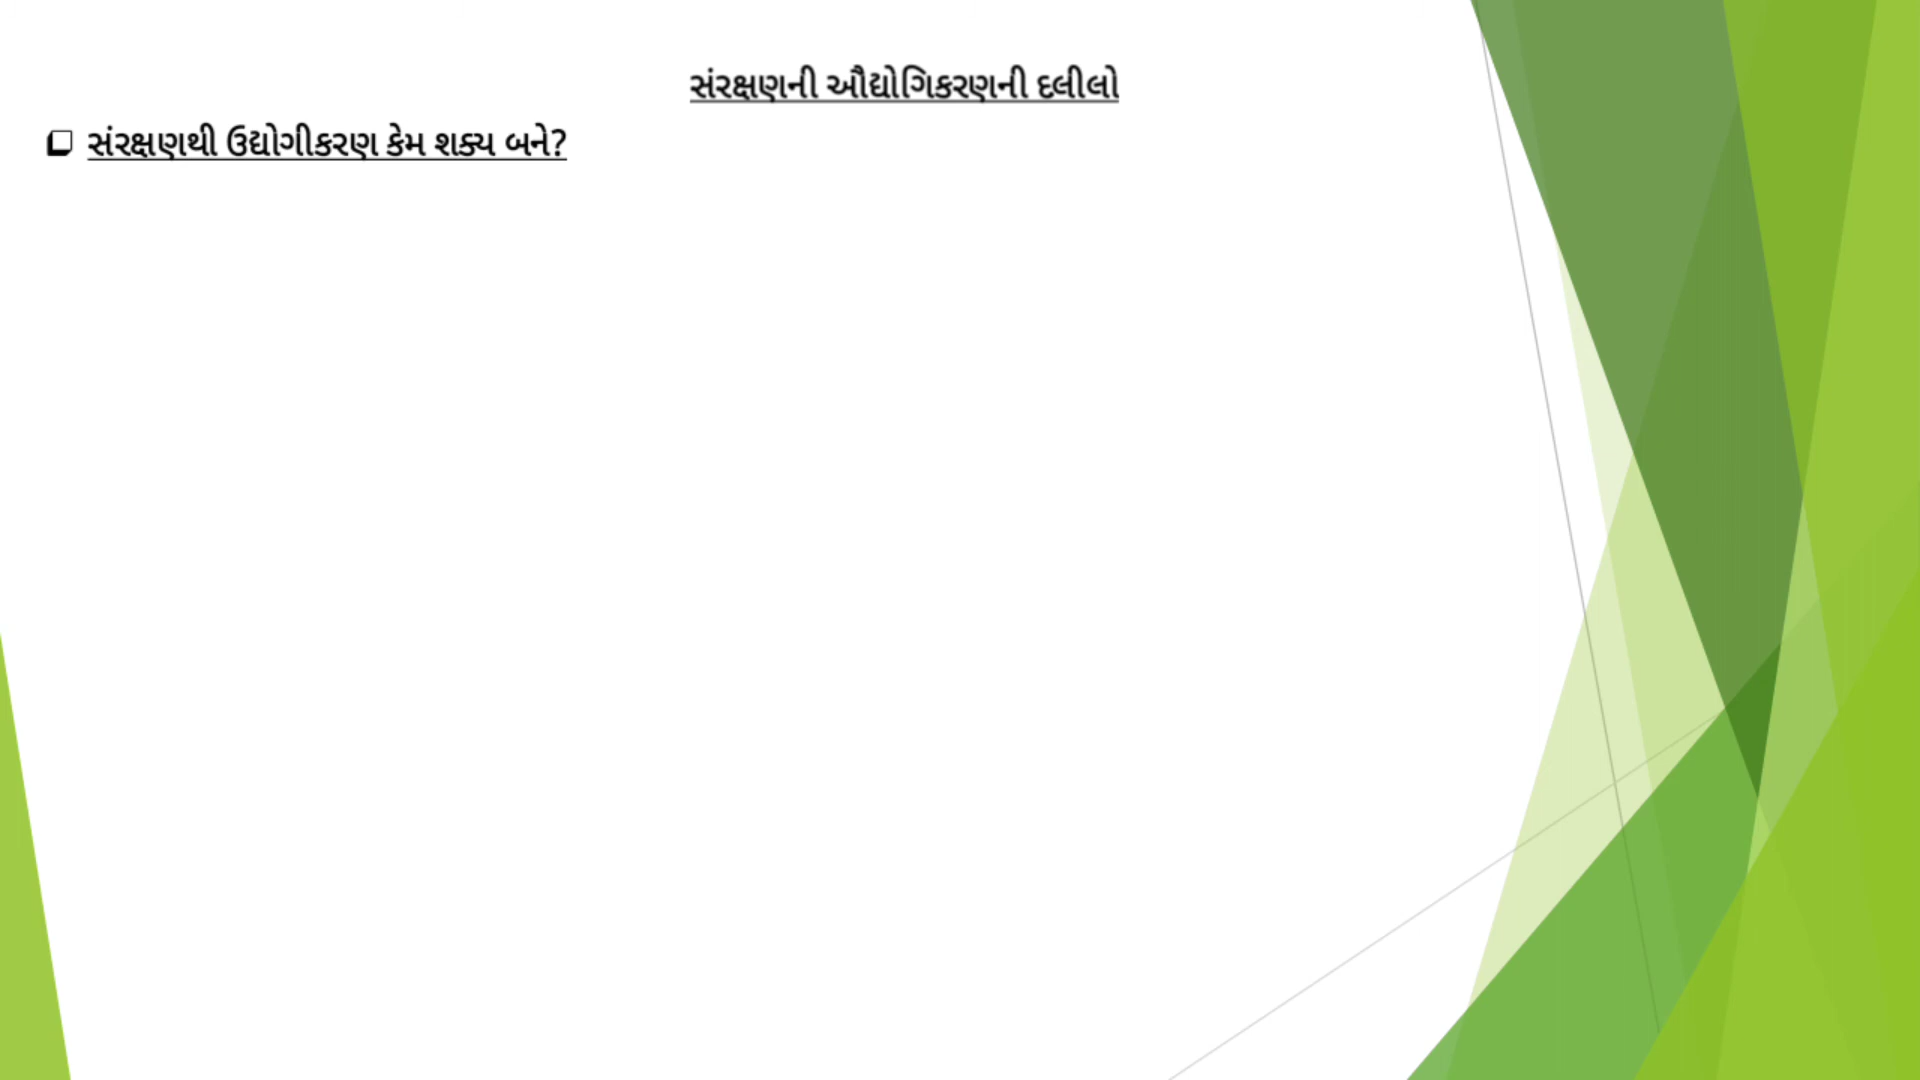 સંરક્ષણની ઔદ્યોગિકરણની દલીલો
સંરક્ષણથી ઉદ્યોગીકરણ કેમ શક્ય બને?